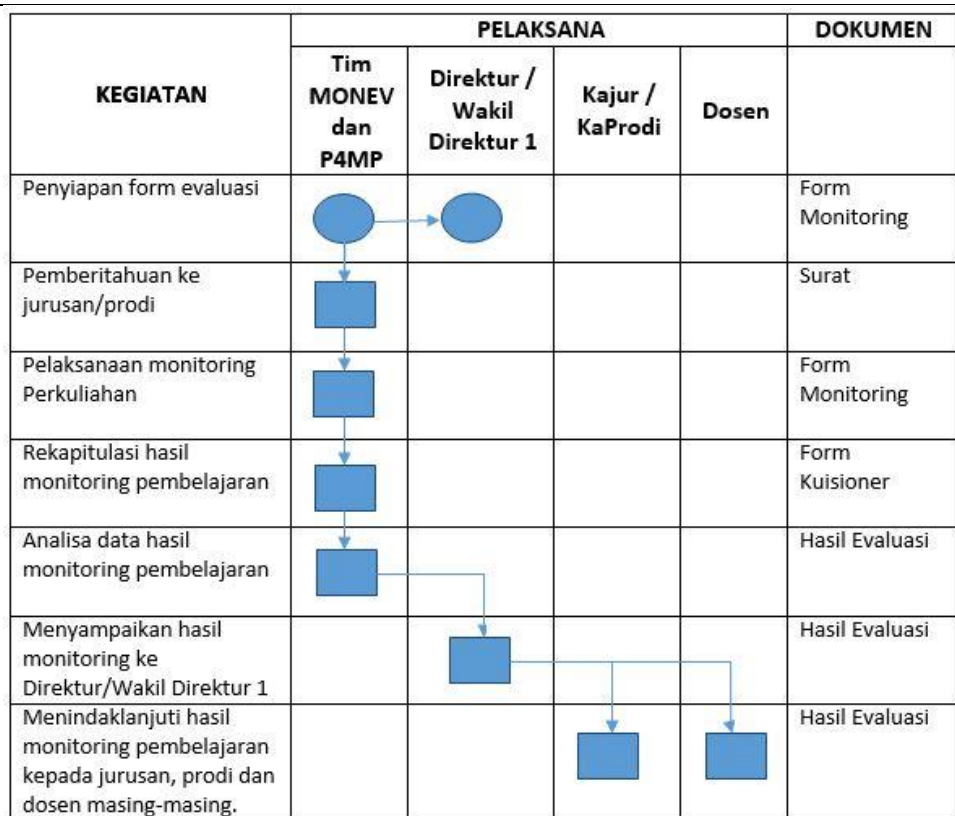 KEGIATAN
PELAKSANA
DOKUMEN
Tim
MONEV
dan
P4MP
Direktur /
Wakil
Direktur 1
Kajur /
KaProdi
Dosen
Penyiapan form evaluasi
Form
Monitoring
Pemberitahuan ke
jurusan/prodi
Surat
Pelaksanaan monitoring
Perkuliahan
Form
Monitoring
Rekapitulasi hasil
monitoring pembelajaran
Form
Kuisioner
Analisa data hasil
monitoring pembelajaran
Hasil Evaluasi
Menyampaikan hasil
monitoring ke
Direktur/Wakil Direktur 1
Hasil Evaluasi
Menindaklanjuti hasil
monitoring pembelajaran
kepada jurusan, prodi dan
dosen masing-masing.
Hasil Evaluasi